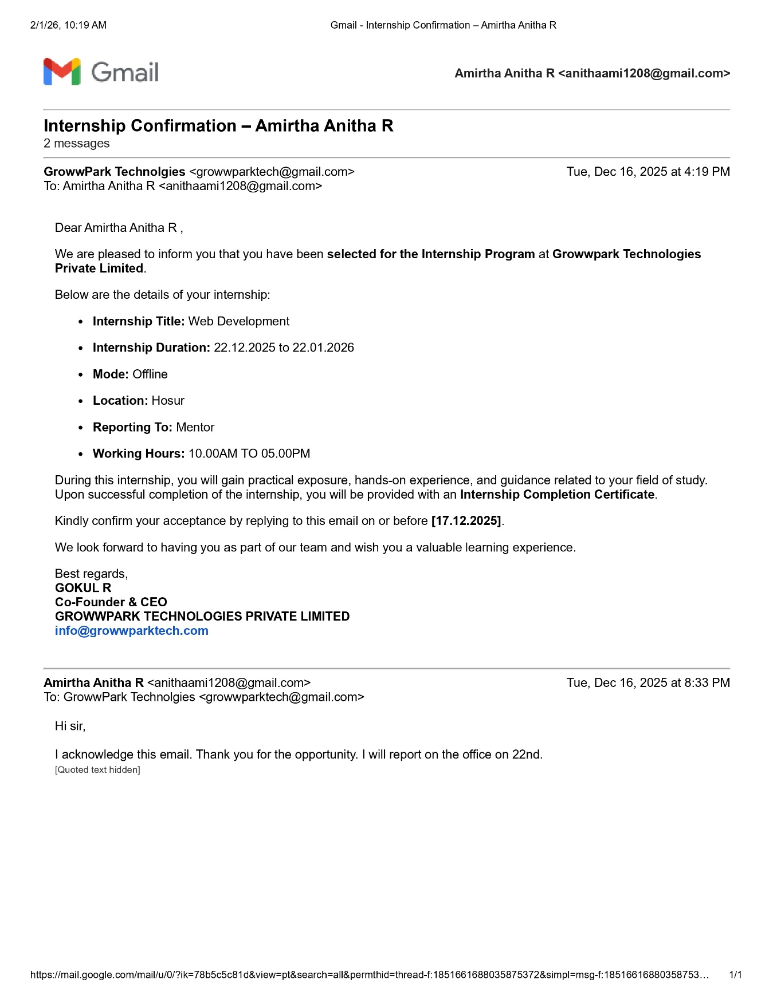 2/1/26, 10:19 AM
Gmail - Internship Confirmation – Amirtha Anitha R
Gmail
Amirtha Anitha R <anithaami1208@gmail.com>
Internship Confirmation – Amirtha Anitha R
2 messages
GrowwPark Technolgies <growwparktech@gmail.com>
Tue, Dec 16, 2025 at 4:19 PM
To: Amirtha Anitha R <anithaami1208@gmail.com>
Dear Amirtha Anitha R ,
We are pleased to inform you that you have been selected for the Internship Program at Growwpark Technologies
Private Limited.
Below are the details of your internship:
• Internship Title: Web Development
• Internship Duration: 22.12.2025 to 22.01.2026
• Mode: Offline
• Location: Hosur
• Reporting To: Mentor
• Working Hours: 10.00AM TO 05.00PM
During this internship, you will gain practical exposure, hands-on experience, and guidance related to your field of study.
Upon successful completion of the internship, you will be provided with an Internship Completion Certificate.
Kindly confirm your acceptance by replying to this email on or before [17.12.2025].
We look forward to having you as part of our team and wish you a valuable learning experience.
Best regards,
GOKUL R
Co-Founder & CEO
GROWWPARK TECHNOLOGIES PRIVATE LIMITED
info@growwparktech.com
Amirtha Anitha R <anithaami1208@gmail.com>
Tue, Dec 16, 2025 at 8:33 PM
To: GrowwPark Technolgies <growwparktech@gmail.com>
Hi sir,
I acknowledge this email. Thank you for the opportunity. I will report on the office on 22nd.
[Quoted text hidden]
https://mail.google.com/mail/u/0/?ik=78b5c5c81d&view=pt&search=all&permthid=thread-f:1851661688035875372&simpl=msg-f:18516616880358753…
1/1